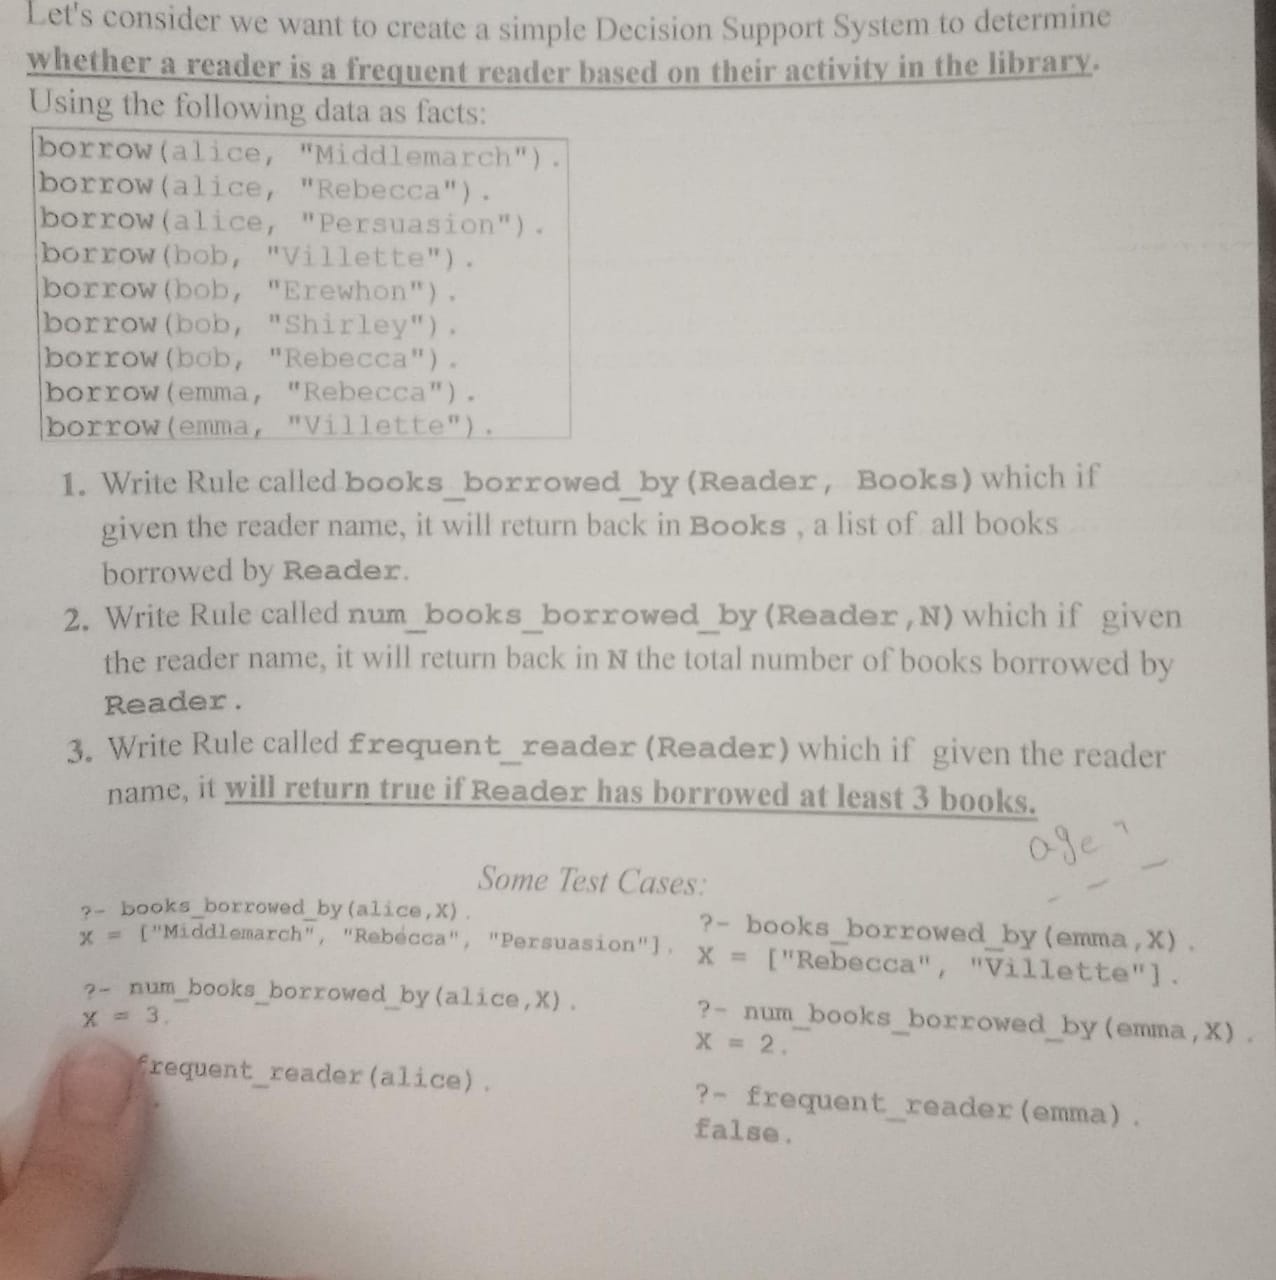 Let's consider we want to create a simple Decision Support System to determine
whether a reader is a frequent reader based on their activity in the library.
Using the following data as facts:
borrow(alice, "Middlemarch").
borrow(alice, "Rebecca").
borrow(alice, "Persuasion").
borrow(bob, "Villette").
borrow(bob, "Erewhon").
borrow(bob, "Shirley").
borrow(bob, "Rebecca").
borrow(emma, "Rebecca").
borrow(emma, "Villette").
1. Write Rule called books_borrowed_by(Reader, Books) which if
given the reader name, it will return back in Books , a list of all books
borrowed by Reader.
2. Write Rule called num_books_borrowed_by(Reader,N) which if given
the reader name, it will return back in N the total number of books borrowed by
Reader.
3. Write Rule called frequent_reader(Reader) which if given the reader
name, it will return true if Reader has borrowed at least 3 books.
age
Some Test Cases:
?- books_borrowed_by(alice,X).
X = ["Middlemarch", "Rebecca", "Persuasion"].
?- num_books_borrowed_by(alice,X).
X = 3.
frequent_reader(alice).
?- books_borrowed_by(emma,X).
X = ["Rebecca", "Villette"].
?- num_books_borrowed_by(emma,X).
X = 2.
?- frequent_reader(emma).
false.